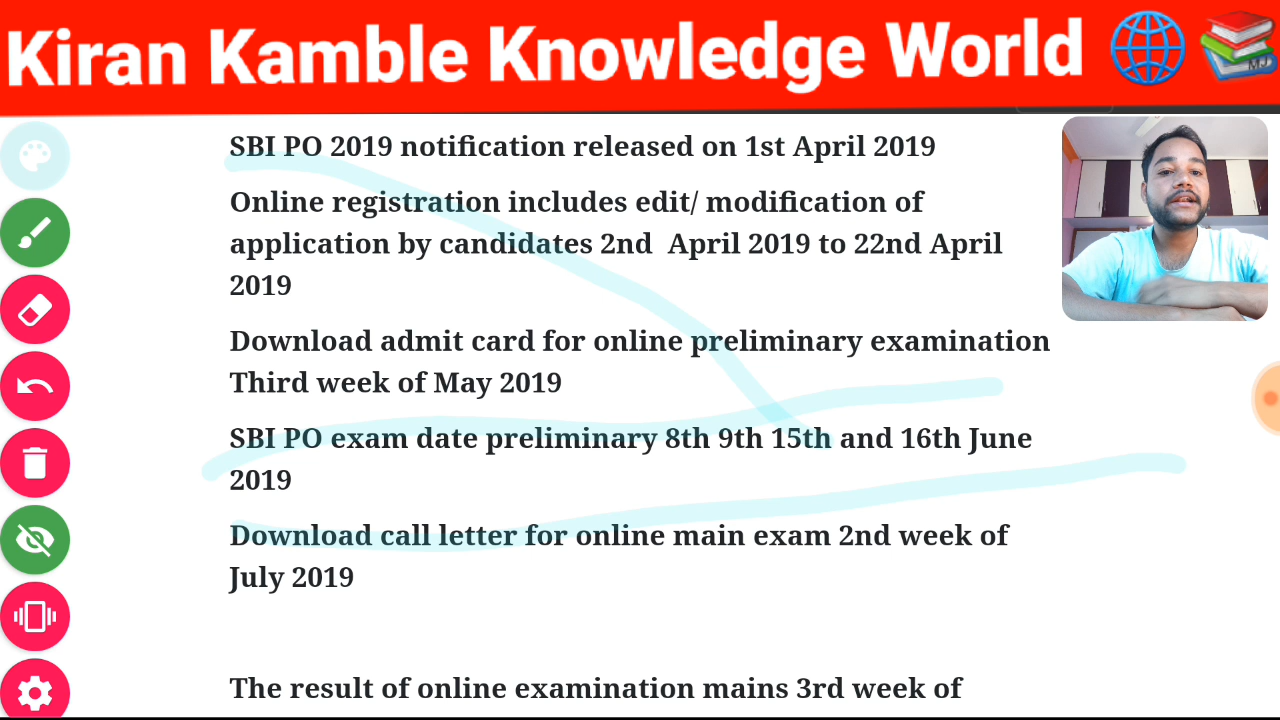 Kiran Kamble Knowledge World
MJ
SBI PO 2019 notification released on 1st April 2019
Online registration includes edit/ modification of
application by candidates 2nd April 2019 to 22nd April
2019
Download admit card for online preliminary examination
Third week of May 2019
SBI PO exam date preliminary 8th 9th 15th and 16th June
2019
Download call letter for online main exam 2nd week of
July 2019
The result of online examination mains 3rd week of